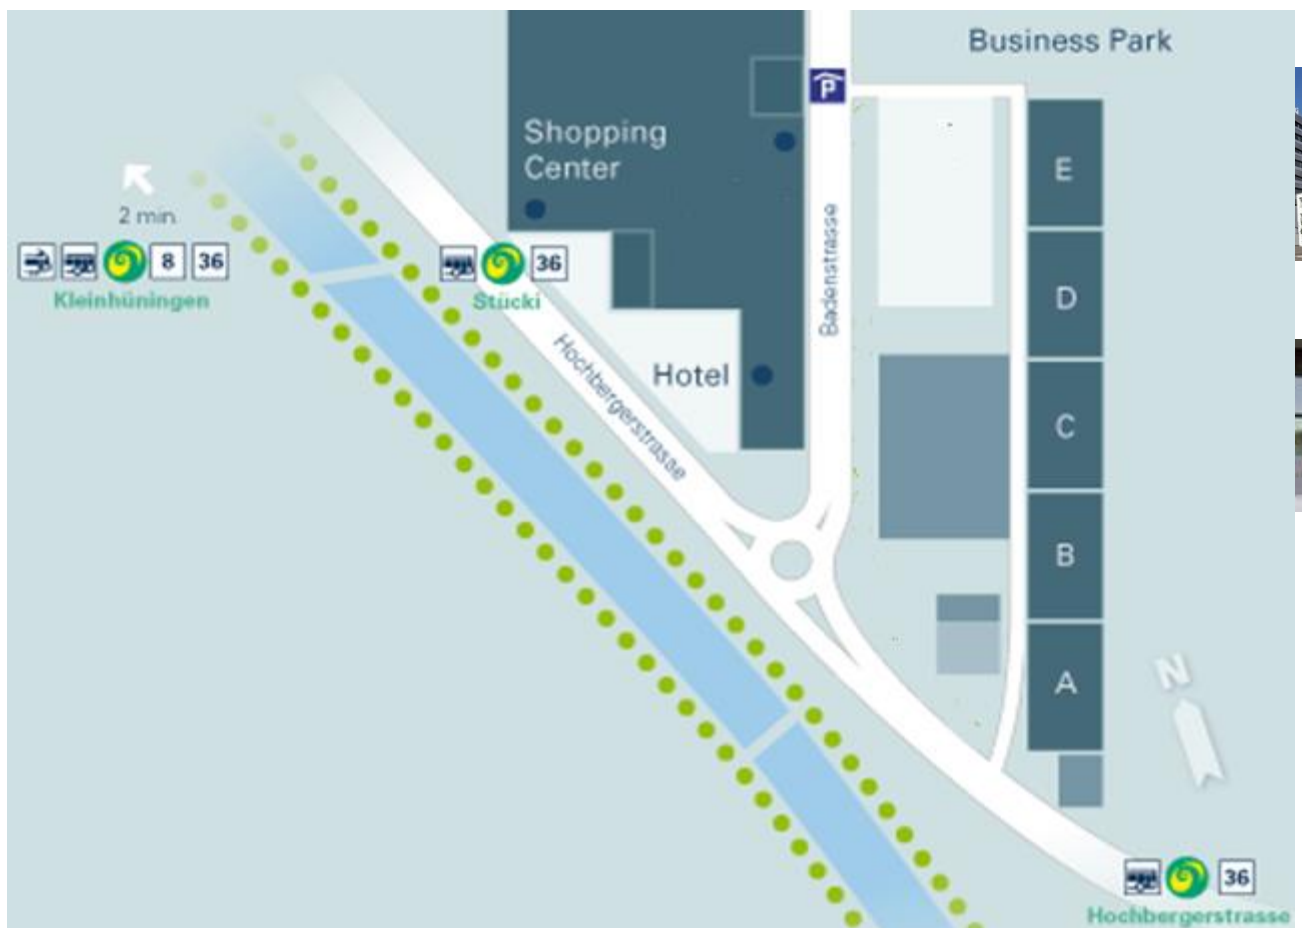 Business Park
P
Shopping
Center
E
2 min
8 36
Kleinhüningen
36
Stücki
Badenstrasse
D
Hochbergerstrasse
Hotel
C
B
A
N
36
Hochbergerstrasse